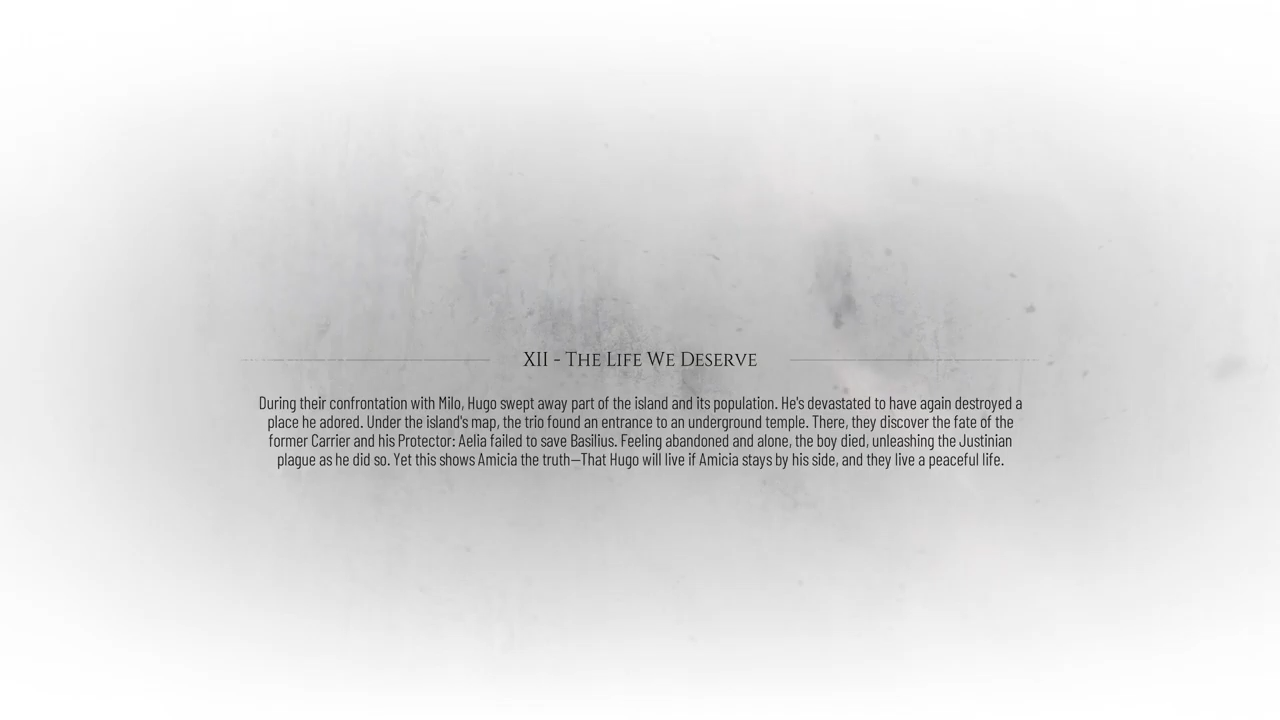 XII - The Life We Deserve
During their confrontation with Milo, Hugo swept away part of the island and its population. He's devastated to have again destroyed a
place he adored. Under the island's map, the trio found an entrance to an underground temple. There, they discover the fate of the
former Carrier and his Protector: Aelia failed to save Basilius. Feeling abandoned and alone, the boy died, unleashing the Justinian
plague as he did so. Yet this shows Amicia the truth—That Hugo will live if Amicia stays by his side, and they live a peaceful life.